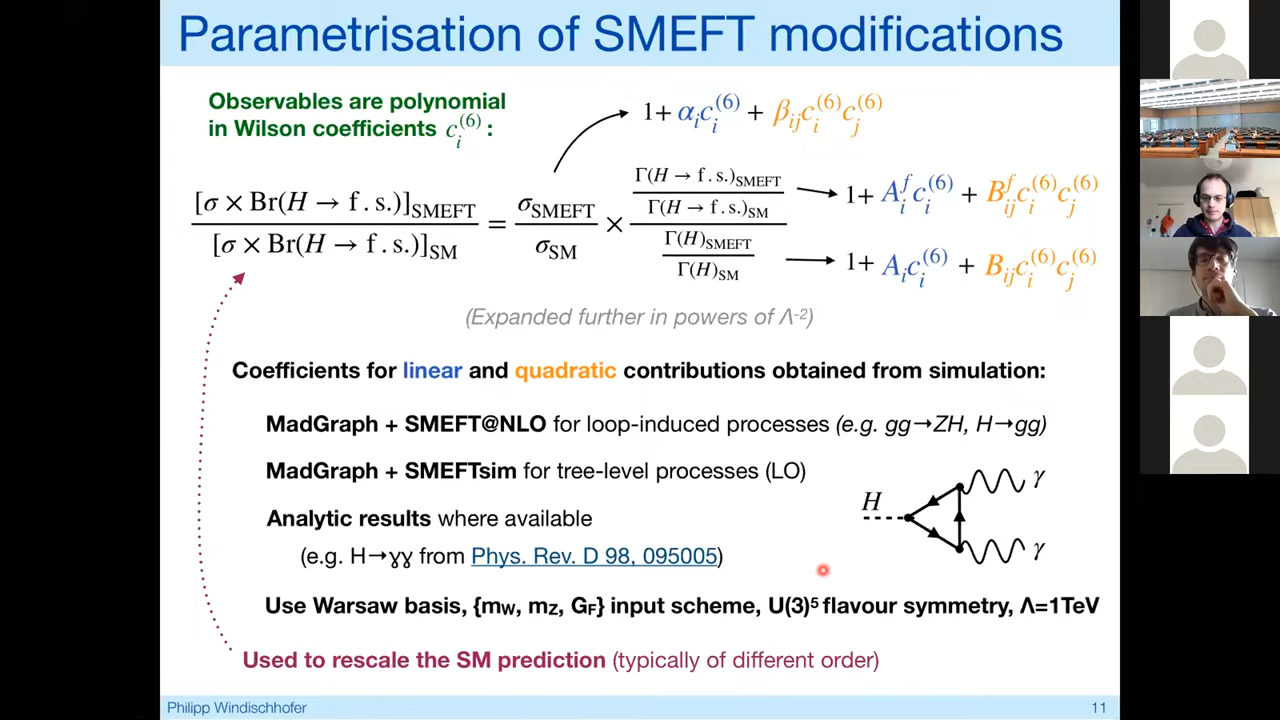 Parametrisation of SMEFT modifications
Observables are polynomial
in Wilson coefficients c_i^(6) :
1+ α_i c_i^(6) + β_ij c_i^(6) c_j^(6)
[σ × Br(H → f.s.)]_SMEFT / [σ × Br(H → f.s.)]_SM = σ_SMEFT / σ_SM × (Γ(H → f.s.)_SMEFT / Γ(H → f.s.)_SM) / (Γ(H)_SMEFT / Γ(H)_SM)
1+ A_i^f c_i^(6) + B_ij^f c_i^(6) c_j^(6)
1+ A_i c_i^(6) + B_ij c_i^(6) c_j^(6)
(Expanded further in powers of Λ⁻²)
Coefficients for linear and quadratic contributions obtained from simulation:
MadGraph + SMEFT@NLO for loop-induced processes (e.g. gg→ZH, H→gg)
MadGraph + SMEFTsim for tree-level processes (LO)
Analytic results where available
(e.g. H→γγ from Phys. Rev. D 98, 095005)
H
γ
γ
Use Warsaw basis, {mW, mZ, GF} input scheme, U(3)⁵ flavour symmetry, Λ=1TeV
Used to rescale the SM prediction (typically of different order)
Philipp Windischhofer
11